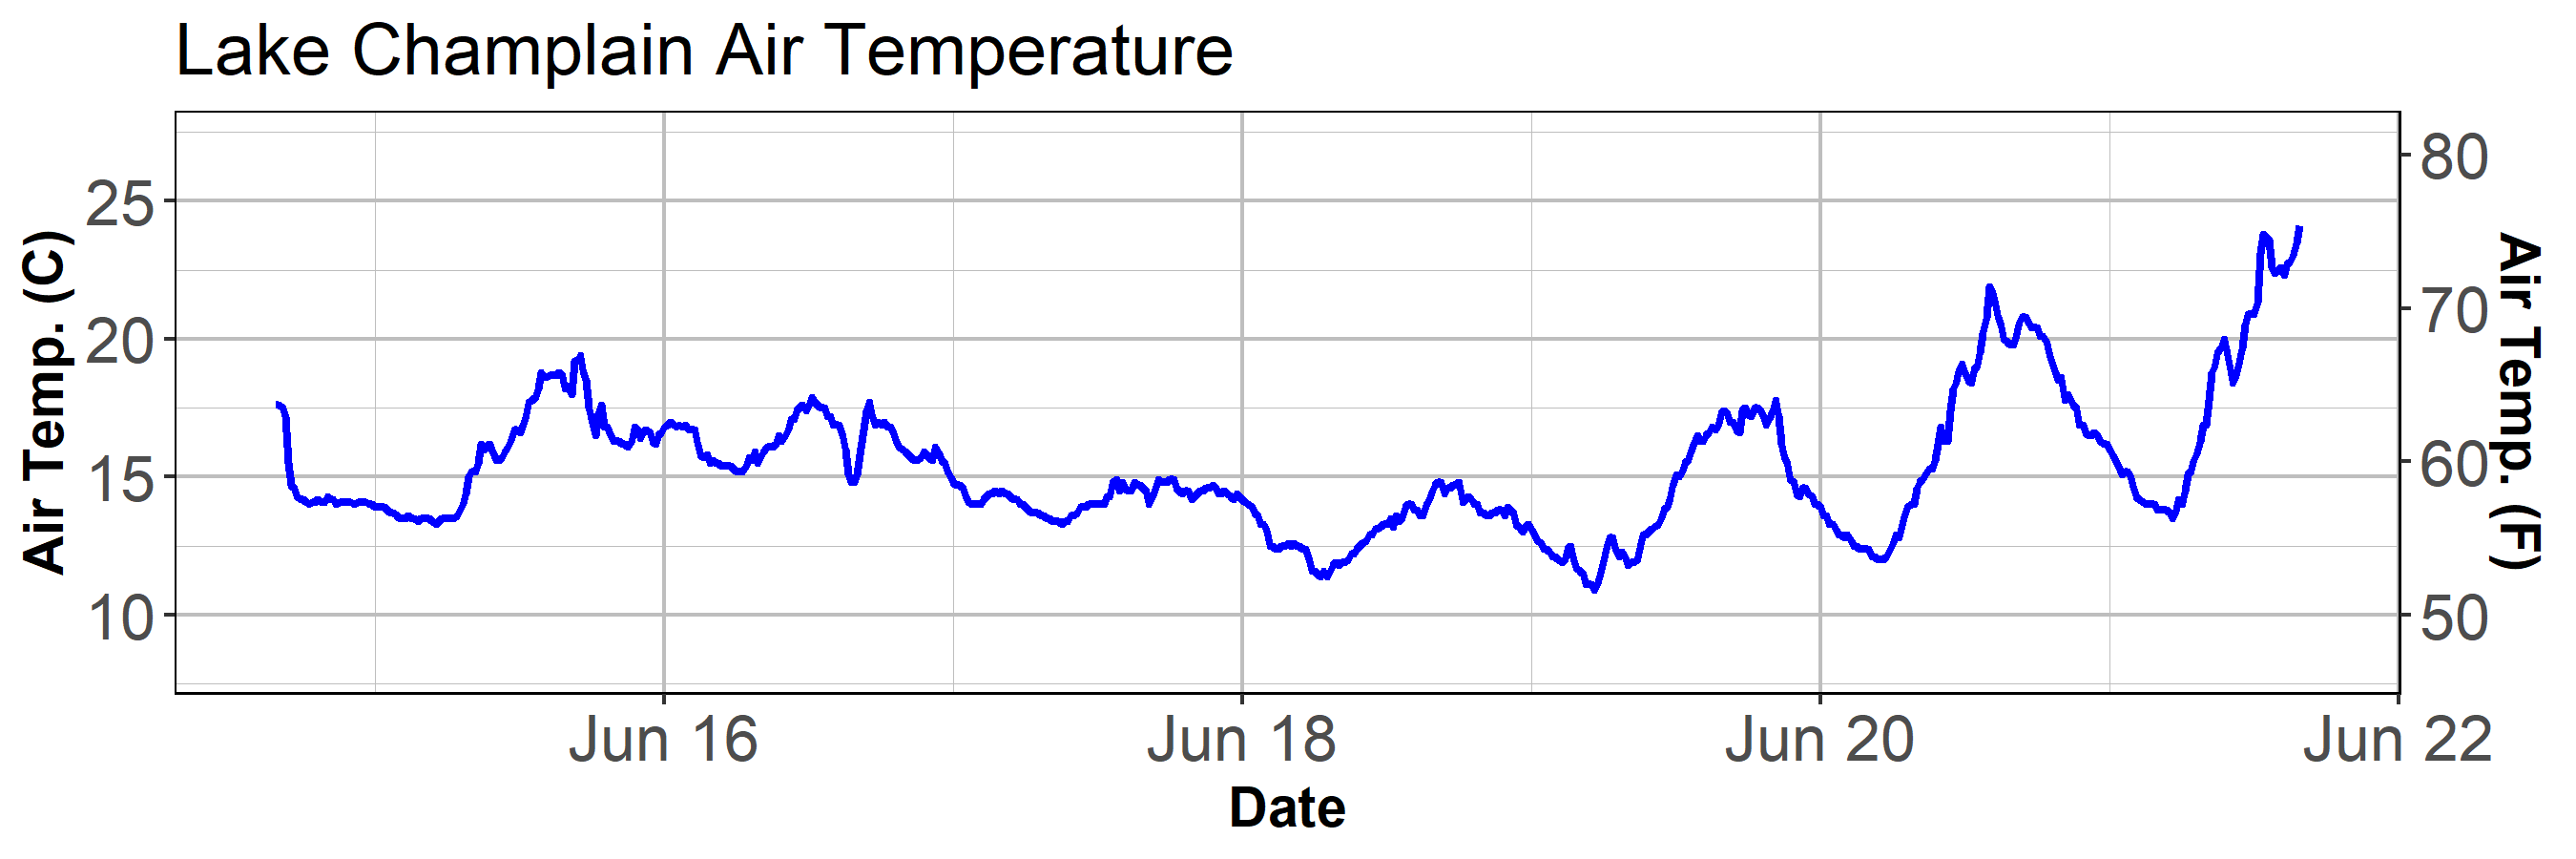 Lake Champlain Air Temperature
Air Temp. (C)
25
20
15
10
80
70
60
50
Air Temp. (F)
Jun 16 Jun 18 Jun 20 Jun 22
Date